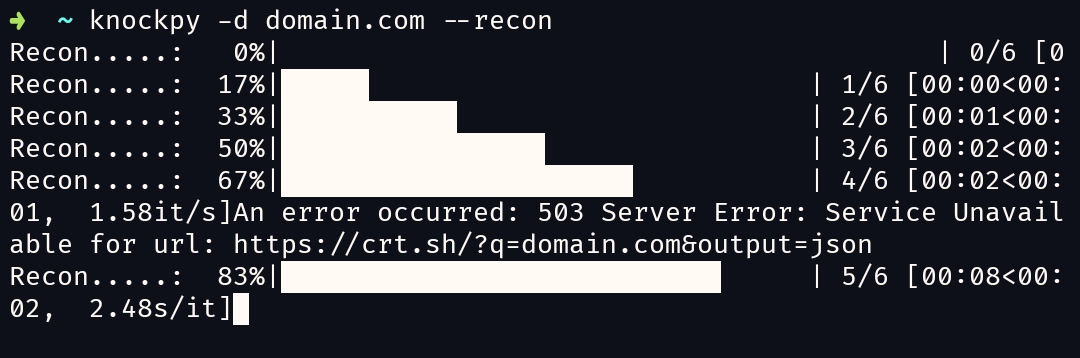 ➜  ~ knockpy -d domain.com --recon
Recon.....:   0%|                                          | 0/6 [0
Recon.....:  17%|                                  | 1/6 [00:00<00:
Recon.....:  33%|                                  | 2/6 [00:01<00:
Recon.....:  50%|                                  | 3/6 [00:02<00:
Recon.....:  67%|                                  | 4/6 [00:02<00:
01,  1.58it/s]An error occurred: 503 Server Error: Service Unavail
able for url: https://crt.sh/?q=domain.com&output=json
Recon.....:  83%|                                  | 5/6 [00:08<00:
02,  2.48s/it]